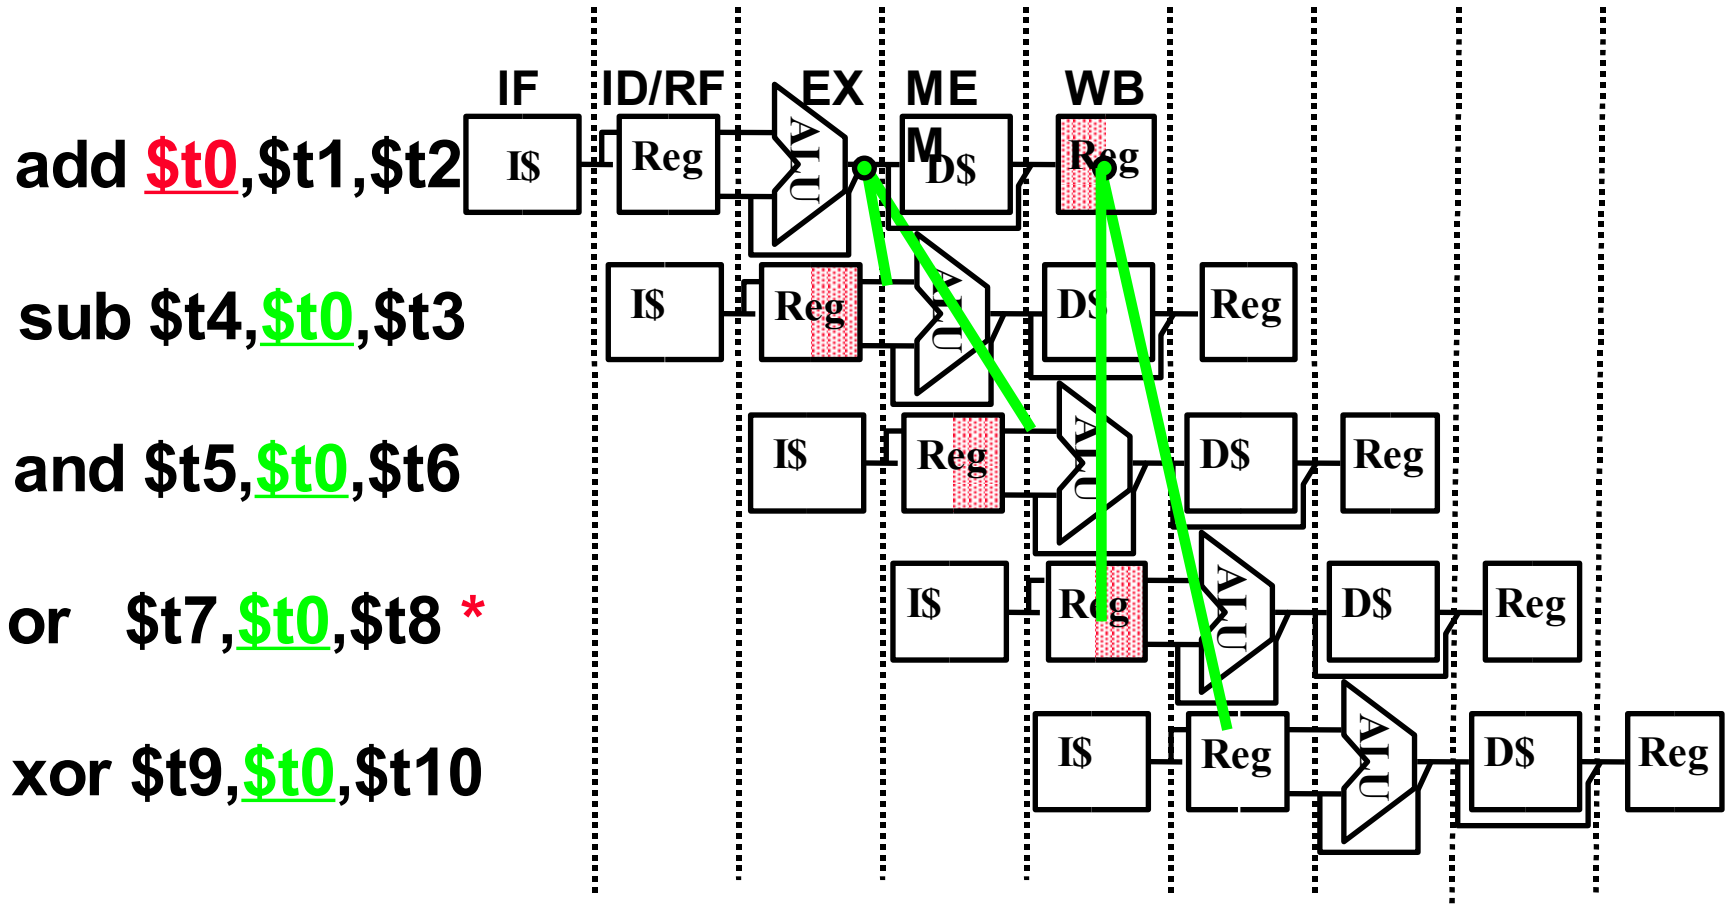 IF ID/RF EX MEM WB
add $t0,$t1,$t2 I$ Reg ALU D$ Reg
sub $t4,$t0,$t3 I$ Reg ALU D$ Reg
and $t5,$t0,$t6 I$ Reg ALU D$ Reg
or $t7,$t0,$t8 * I$ Reg ALU D$ Reg
xor $t9,$t0,$t10 I$ Reg ALU D$ Reg